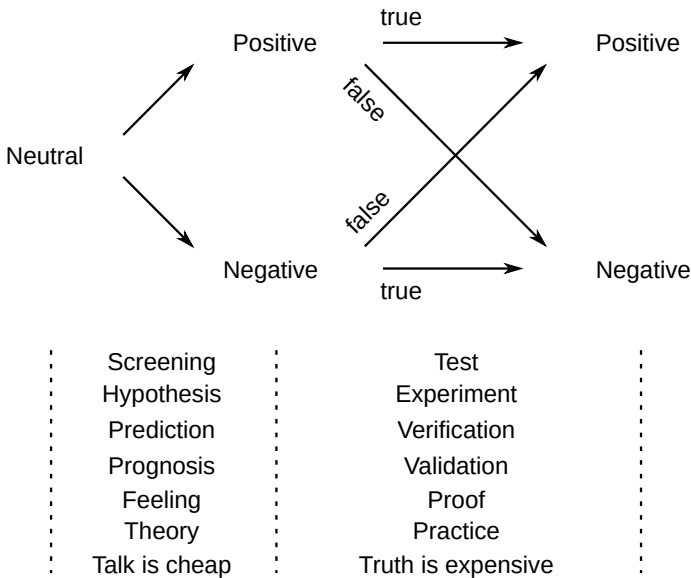 true
Positive
Positive
false
Neutral
false
Negative
Negative
true
Screening
Test
Hypothesis
Experiment
Prediction
Verification
Prognosis
Validation
Feeling
Proof
Theory
Practice
Talk is cheap
Truth is expensive